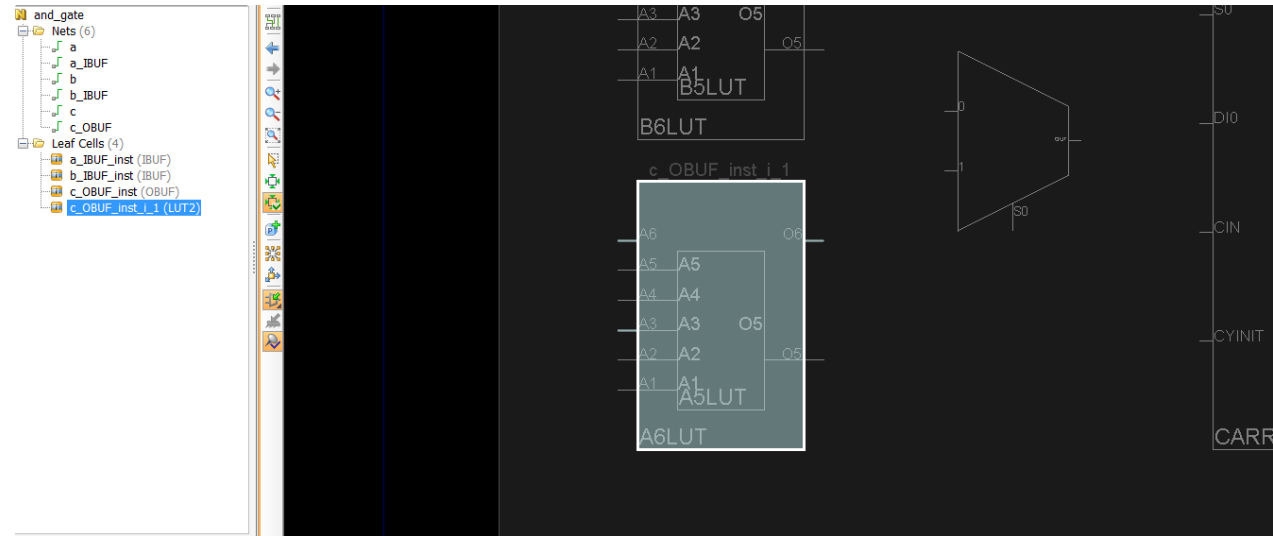 and_gate
Nets (6)
a
a_IBUF
b
b_IBUF
c
c_OBUF
Leaf Cells (4)
a_IBUF_inst (IBUF)
b_IBUF_inst (IBUF)
c_OBUF_inst (OBUF)
c_OBUF_inst_i_1 (LUT2)
A3 A3 O5
A2 A2 O5
A1 A1
B5LUT
B6LUT
c_OBUF_inst_i_1
A6 O6
A5 A5
A4 A4
A3 A3 O5
A2 A2 O5
A1 A1
A5LUT
A6LUT
0
1
S0
S0
DI0
CIN
CYINIT
CARR